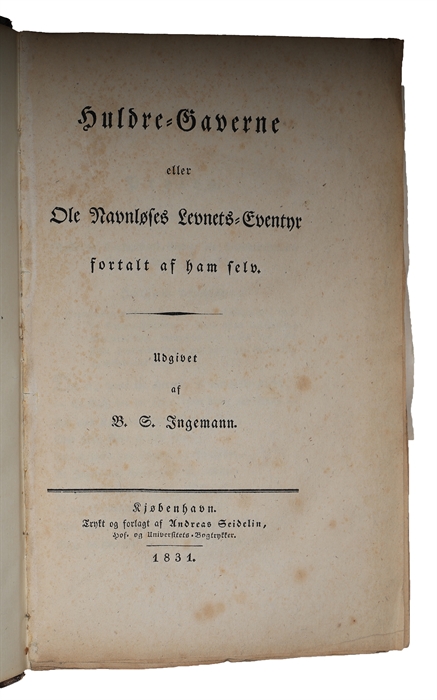 Huldre-Gaverne
eller
Ole Navnløses Levnets-Eventyr
fortalt af ham selv.
Udgivet
af
B. S. Ingemann.
Kjøbenhavn.
Trykt og forlagt af Andreas Seidelin,
Hof- og Universitets-Bogtrykker.
1831.